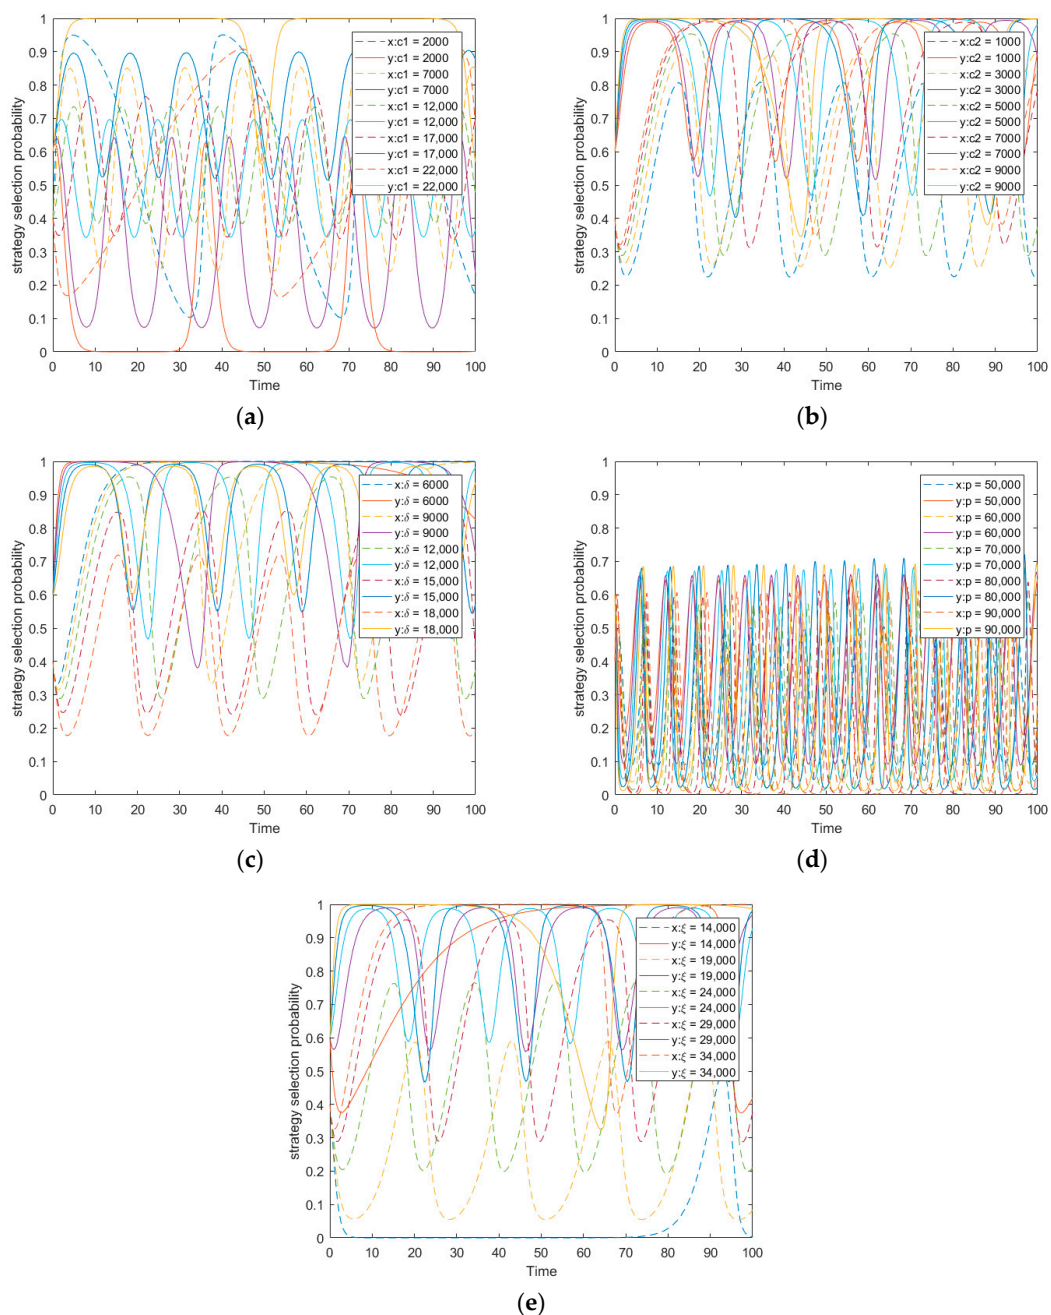 strategy selection probability
1
0.9
0.8
0.7
0.6
0.5
0.4
0.3
0.2
0.1
0
0 10 20 30 40 50 60 70 80 90 100
Time
x:c1 = 2000
y:c1 = 2000
x:c1 = 7000
y:c1 = 7000
x:c1 = 12,000
y:c1 = 12,000
x:c1 = 17,000
y:c1 = 17,000
x:c1 = 22,000
y:c1 = 22,000
(a)
strategy selection probability
1
0.9
0.8
0.7
0.6
0.5
0.4
0.3
0.2
0.1
0
0 10 20 30 40 50 60 70 80 90 100
Time
x:c2 = 1000
y:c2 = 1000
x:c2 = 3000
y:c2 = 3000
x:c2 = 5000
y:c2 = 5000
x:c2 = 7000
y:c2 = 7000
x:c2 = 9000
y:c2 = 9000
(b)
strategy selection probability
1
0.9
0.8
0.7
0.6
0.5
0.4
0.3
0.2
0.1
0
0 10 20 30 40 50 60 70 80 90 100
Time
x:δ = 6000
y:δ = 6000
x:δ = 9000
y:δ = 9000
x:δ = 12,000
y:δ = 12,000
x:δ = 15,000
y:δ = 15,000
x:δ = 18,000
y:δ = 18,000
(c)
strategy selection probability
1
0.9
0.8
0.7
0.6
0.5
0.4
0.3
0.2
0.1
0
0 10 20 30 40 50 60 70 80 90 100
Time
x:p = 50,000
y:p = 50,000
x:p = 60,000
y:p = 60,000
x:p = 70,000
y:p = 70,000
x:p = 80,000
y:p = 80,000
x:p = 90,000
y:p = 90,000
(d)
strategy selection probability
1
0.9
0.8
0.7
0.6
0.5
0.4
0.3
0.2
0.1
0
0 10 20 30 40 50 60 70 80 90 100
Time
x:ξ = 14,000
y:ξ = 14,000
x:ξ = 19,000
y:ξ = 19,000
x:ξ = 24,000
y:ξ = 24,000
x:ξ = 29,000
y:ξ = 29,000
x:ξ = 34,000
y:ξ = 34,000
(e)